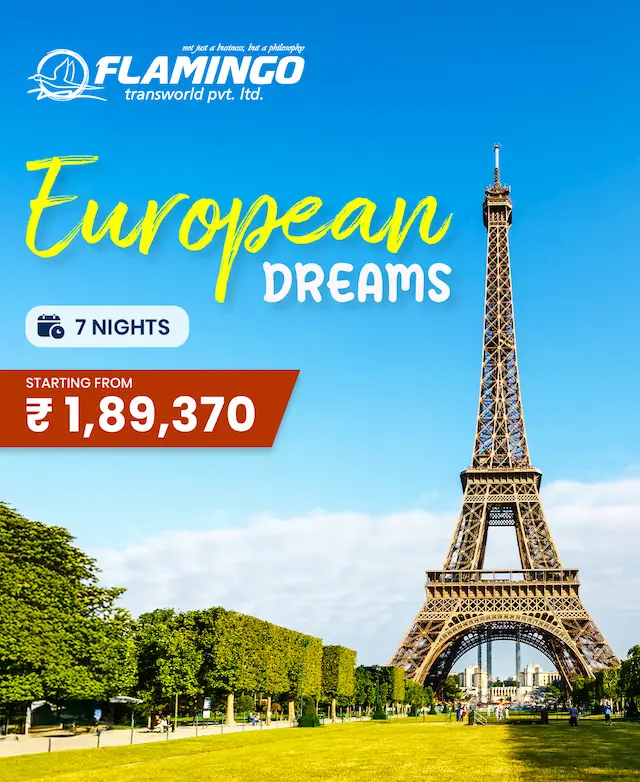 not just a business, but a philosophy
FLAMINGO
transworld pvt. ltd.
European
DREAMS
7 NIGHTS
STARTING FROM
₹ 1,89,370